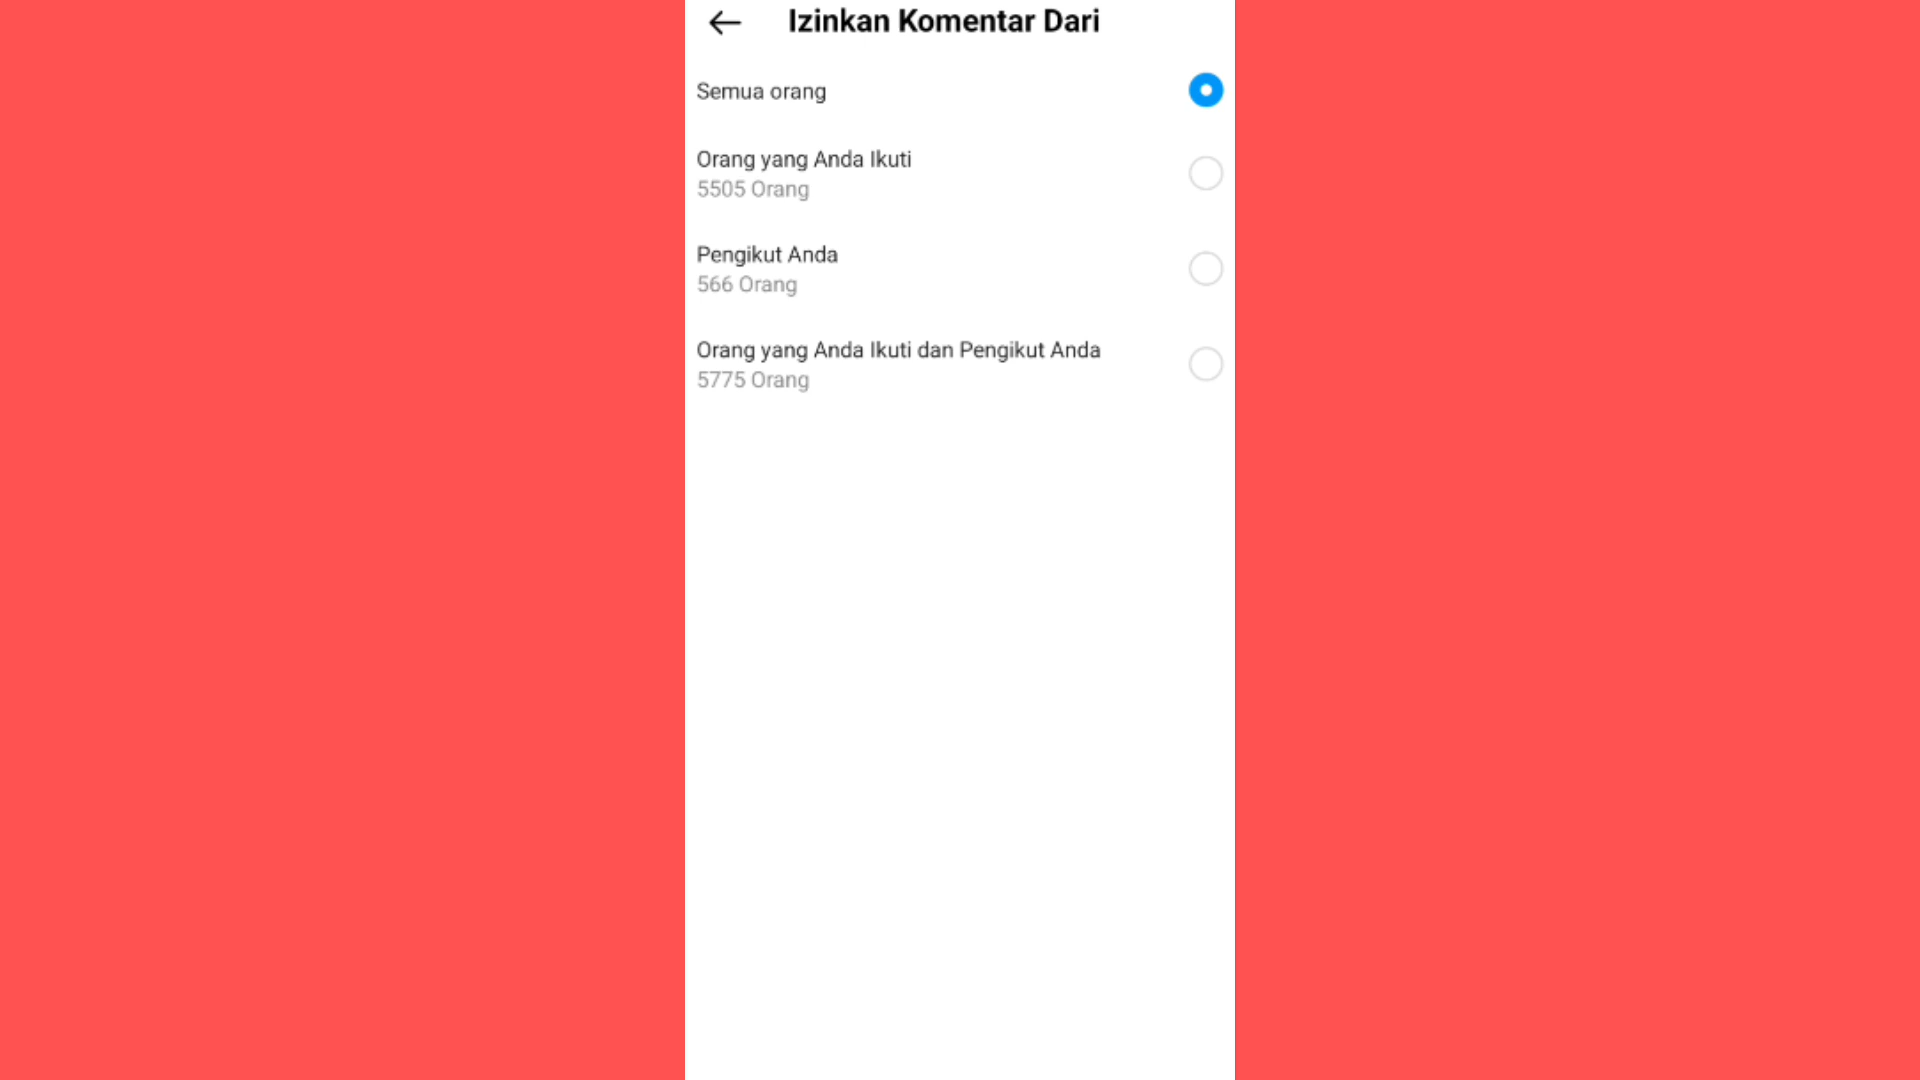 Izinkan Komentar Dari
Semua orang
Orang yang Anda Ikuti
5505 Orang
Pengikut Anda
566 Orang
Orang yang Anda Ikuti dan Pengikut Anda
5775 Orang